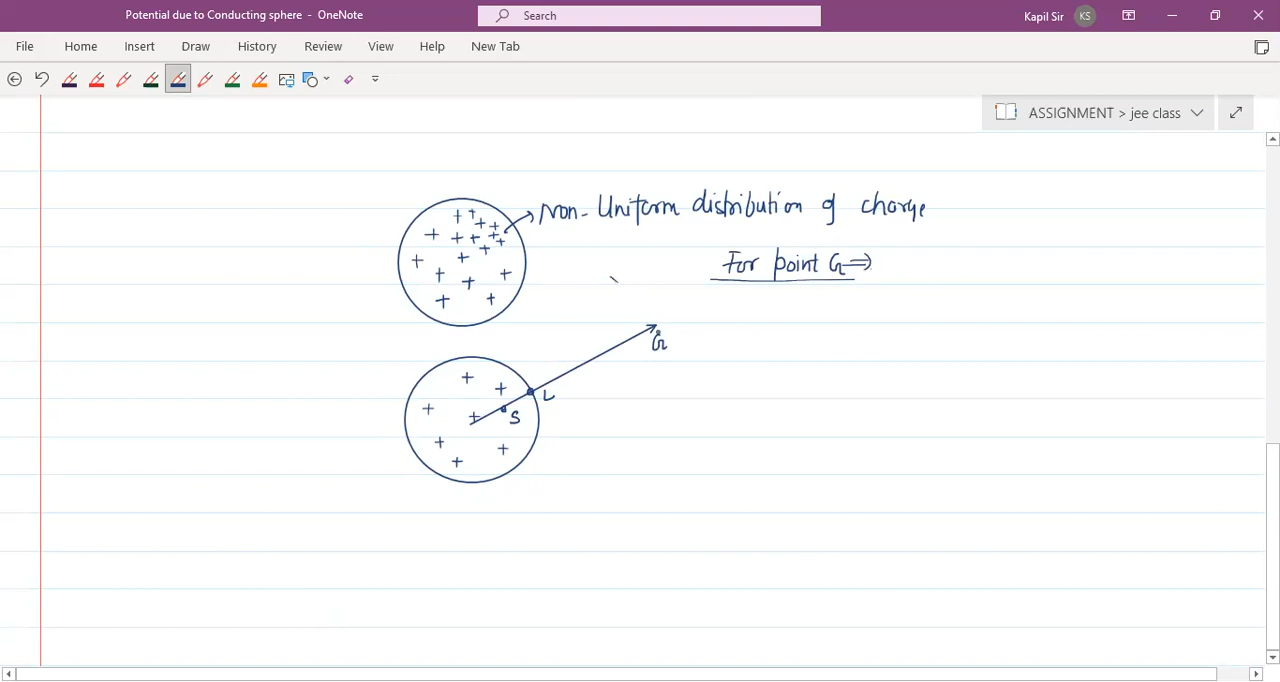 Potential due to Conducting sphere - OneNote
Search
Kapil Sir
KS
File Home Insert Draw History Review View Help New Tab
ASSIGNMENT > jee class
Non-Uniform distribution of charge
For point G⇒
G
L
S